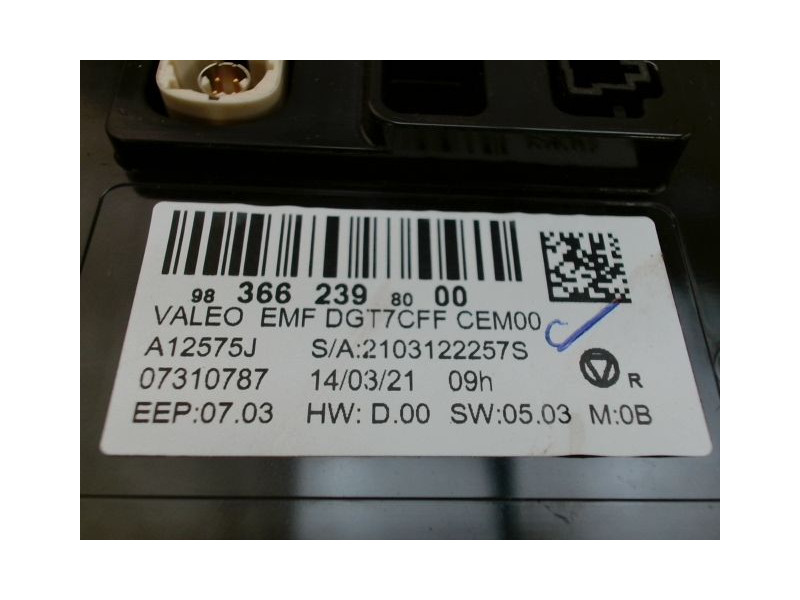 98 366 239 80 00
VALEO EMF DGT7CFF CEM00
A12575J S/A:2103122257S
07310787 14/03/21 09h
R
EEP:07.03 HW: D.00 SW:05.03 M:0B